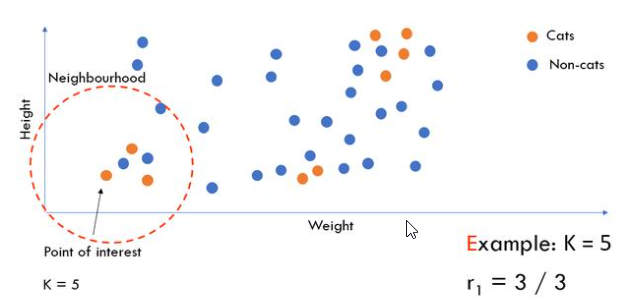 Cats
Non-cats
Neighbourhood
Height
Weight
Point of interest
K = 5
Example: K = 5
r₁ = 3 / 3